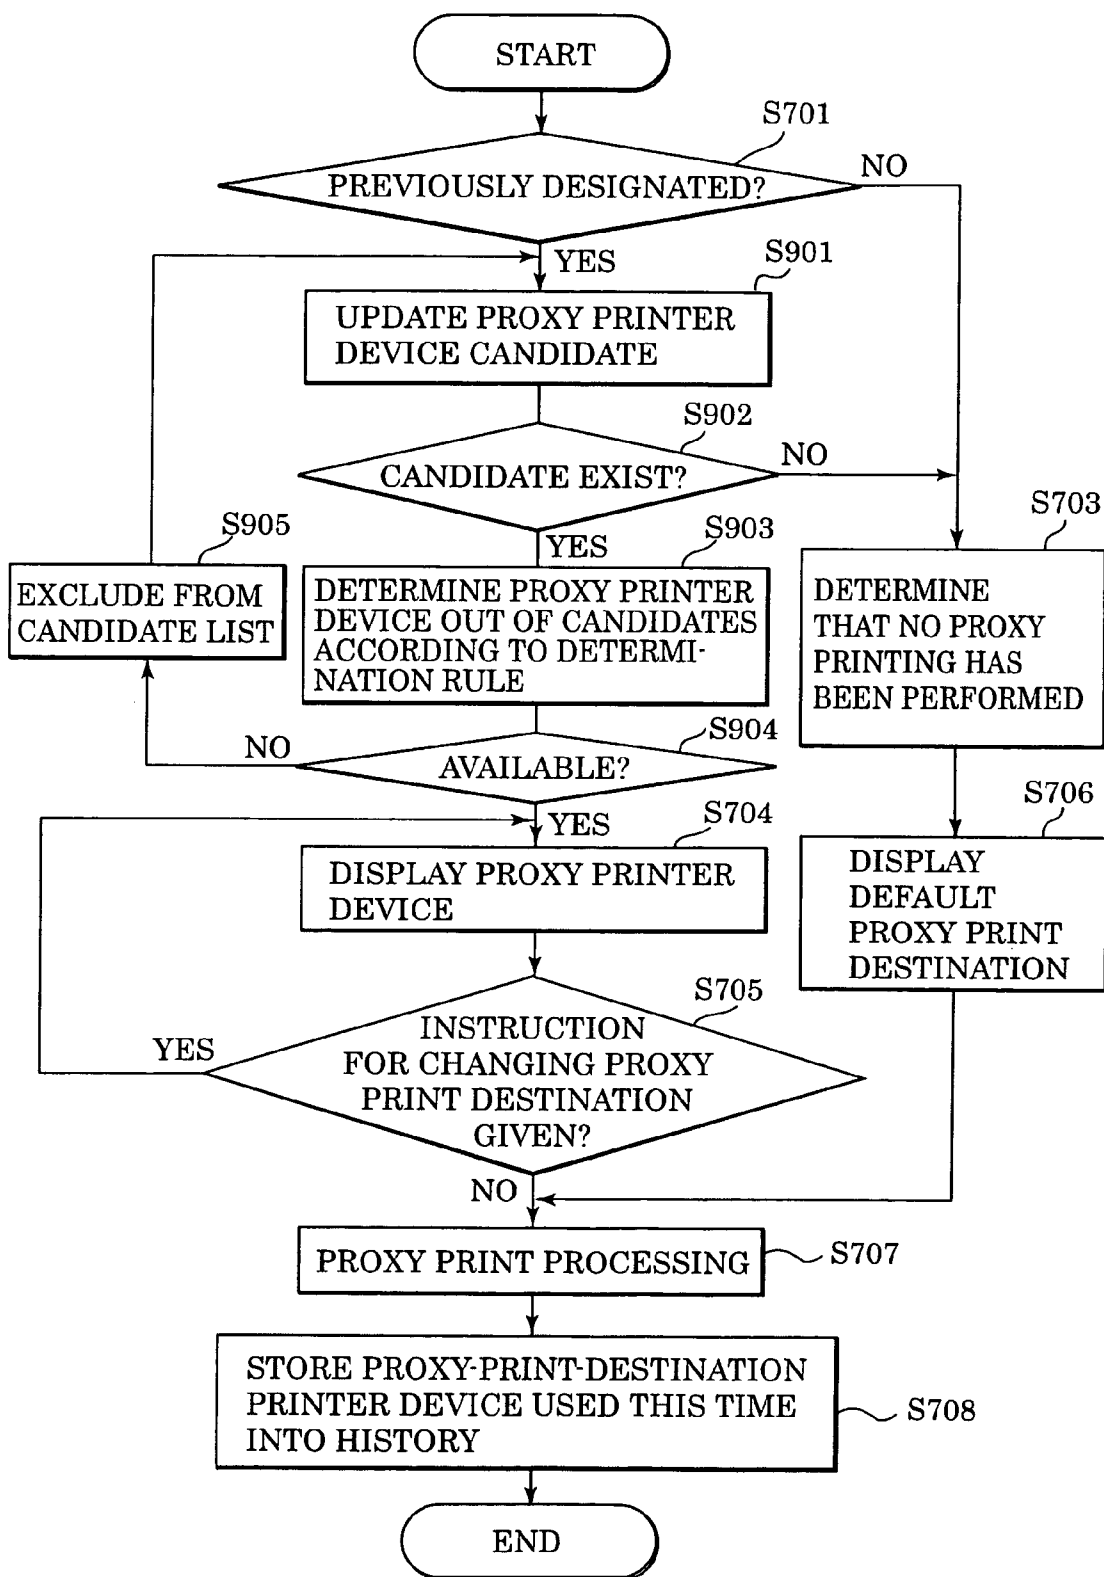 START
S701
PREVIOUSLY DESIGNATED?
NO
YES
S901
UPDATE PROXY PRINTER
DEVICE CANDIDATE
S902
CANDIDATE EXIST?
NO
YES
S903
DETERMINE PROXY PRINTER
DEVICE OUT OF CANDIDATES
ACCORDING TO DETERMI-
NATION RULE
S905
EXCLUDE FROM
CANDIDATE LIST
S703
DETERMINE
THAT NO PROXY
PRINTING HAS
BEEN PERFORMED
S904
AVAILABLE?
NO
YES
S704
DISPLAY PROXY PRINTER
DEVICE
S706
DISPLAY
DEFAULT
PROXY PRINT
DESTINATION
S705
INSTRUCTION
FOR CHANGING PROXY
PRINT DESTINATION
GIVEN?
YES
NO
PROXY PRINT PROCESSING
S707
STORE PROXY-PRINT-DESTINATION
PRINTER DEVICE USED THIS TIME
INTO HISTORY
S708
END